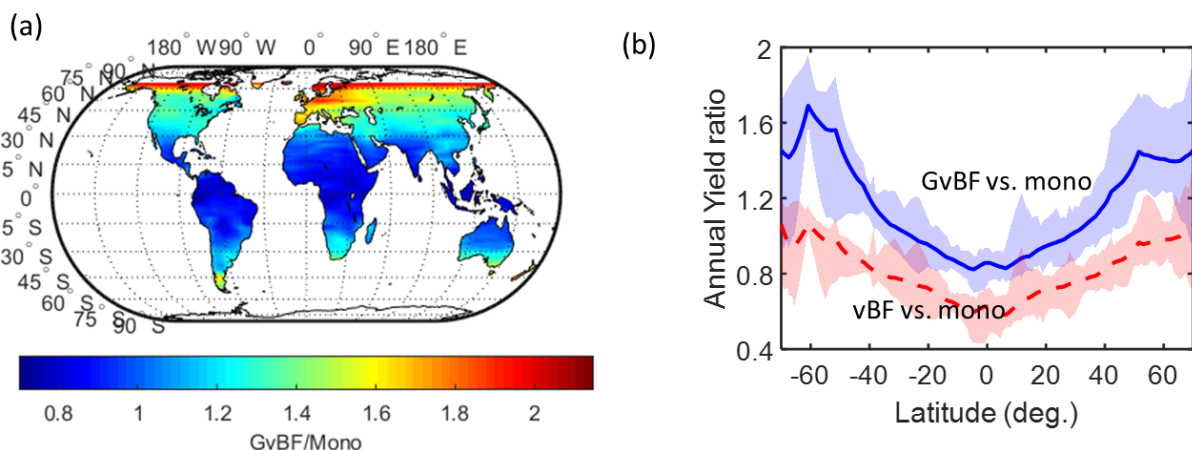 (a)
180° W 90° W 0° 90° E 180° E
90° N
75° N
60° N
45° N
30° N
5° N
0°
5° S
30° S
45° S
60° S
75° S
90° S
0.8 1 1.2 1.4 1.6 1.8 2
GvBF/Mono
(b)
2
1.6
1.2
0.8
0.4
Annual Yield ratio
GvBF vs. mono
vBF vs. mono
-60 -40 -20 0 20 40 60
Latitude (deg.)